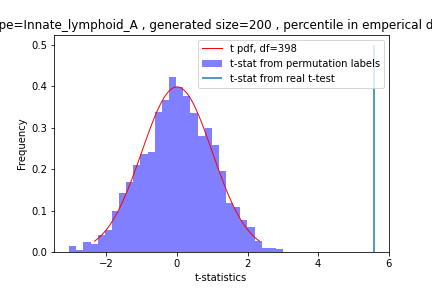 pe=Innate_lymphoid_A , generated size=200 , percentile in emperical d
t pdf, df=398
t-stat from permutation labels
t-stat from real t-test
0.5
0.4
0.3
0.2
0.1
0.0
Frequency
−2
0
2
4
6
t-statistics